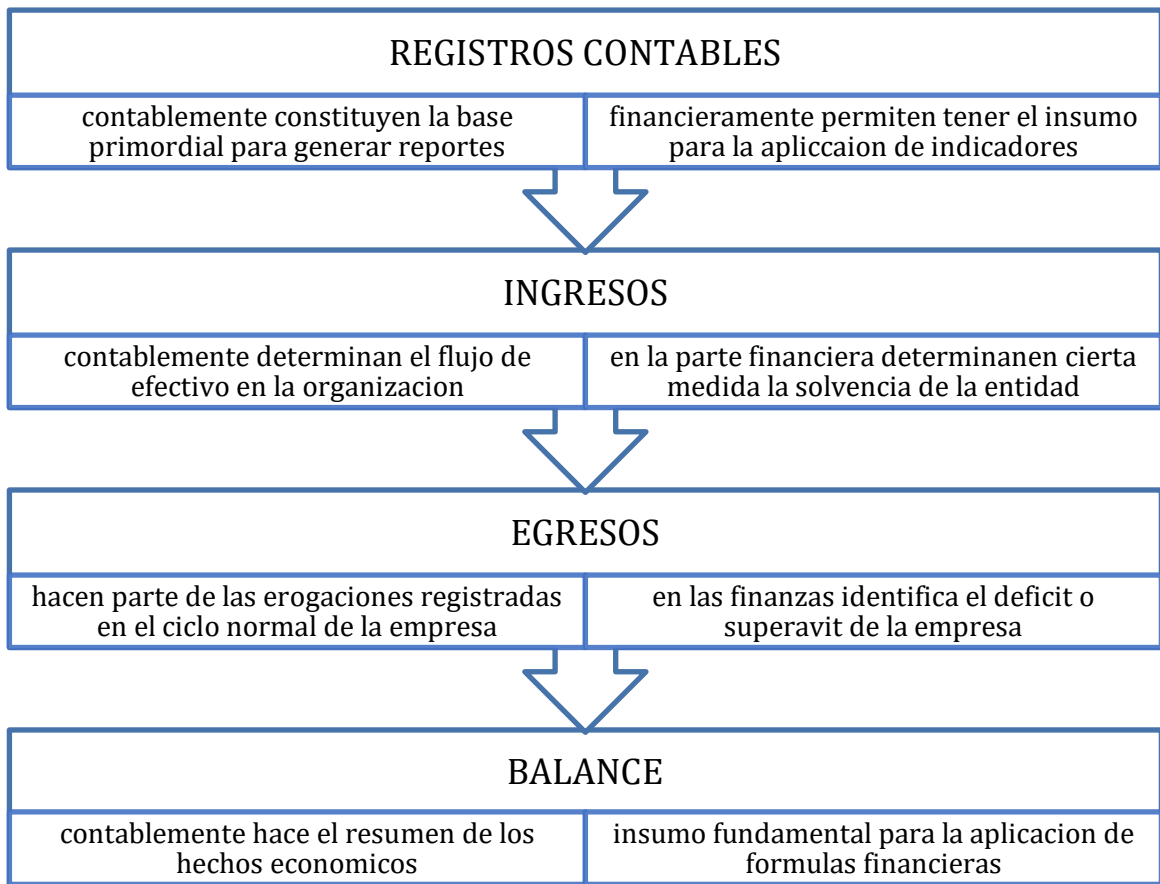 REGISTROS CONTABLES
contablemente constituyen la base
primordial para generar reportes
financieramente permiten tener el insumo
para la apliccaion de indicadores
INGRESOS
contablemente determinan el flujo de
efectivo en la organizacion
en la parte financiera determinanen cierta
medida la solvencia de la entidad
EGRESOS
hacen parte de las erogaciones registradas
en el ciclo normal de la empresa
en las finanzas identifica el deficit o
superavit de la empresa
BALANCE
contablemente hace el resumen de los
hechos economicos
insumo fundamental para la aplicacion de
formulas financieras